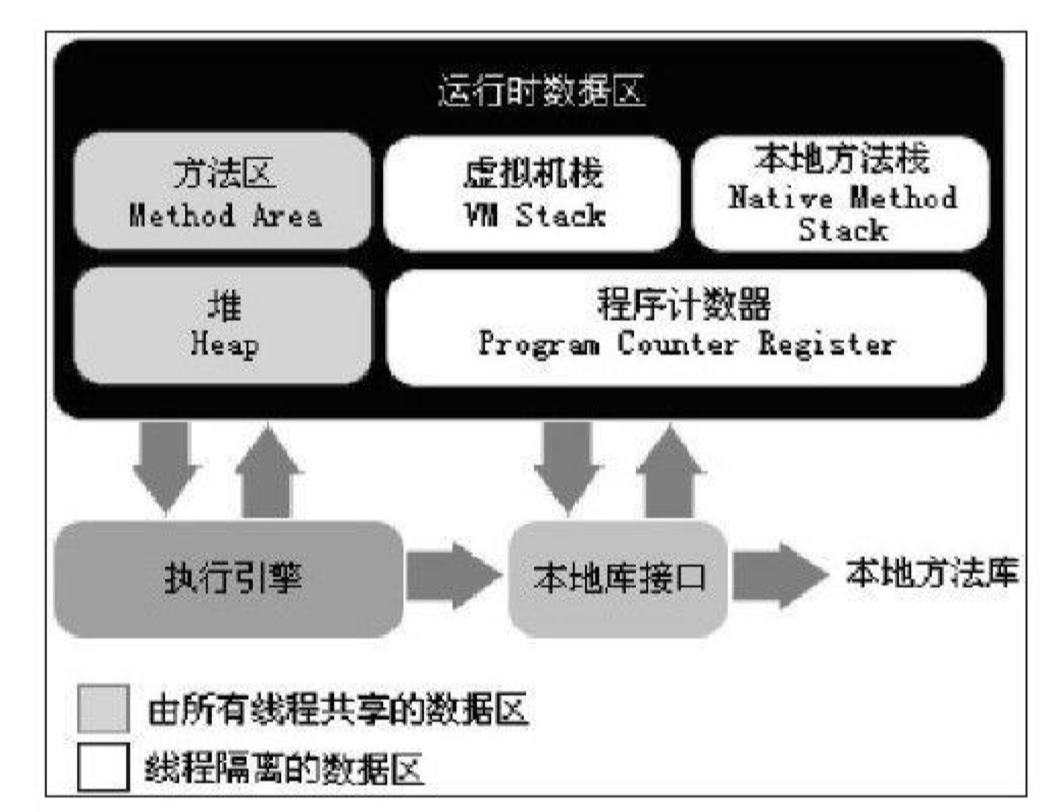 运行时数据区
方法区
Method Area
虚拟机栈
VM Stack
本地方法栈
Native Method
Stack
堆
Heap
程序计数器
Program Counter Register
执行引擎
本地库接口
本地方法库
由所有线程共享的数据区
线程隔离的数据区